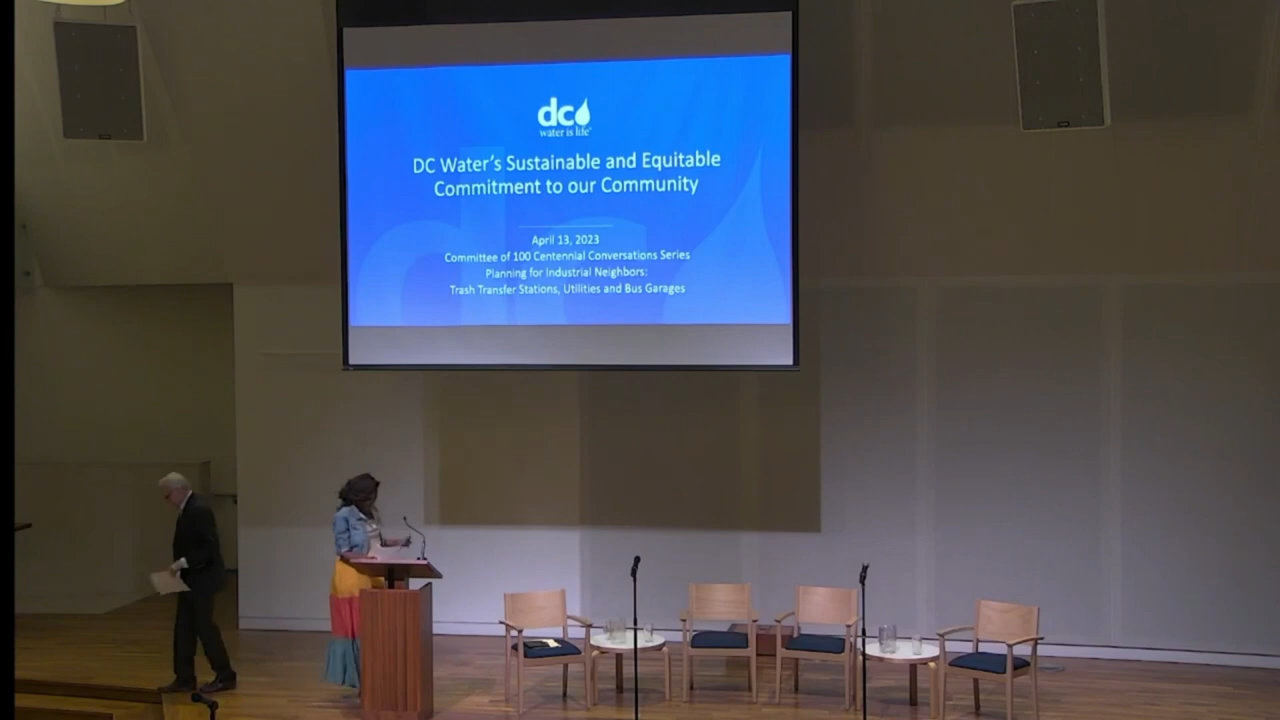 dc
water is life®
DC Water's Sustainable and Equitable
Commitment to our Community
April 13, 2023
Committee of 100 Centennial Conversations Series
Planning for Industrial Neighbors:
Trash Transfer Stations, Utilities and Bus Garages